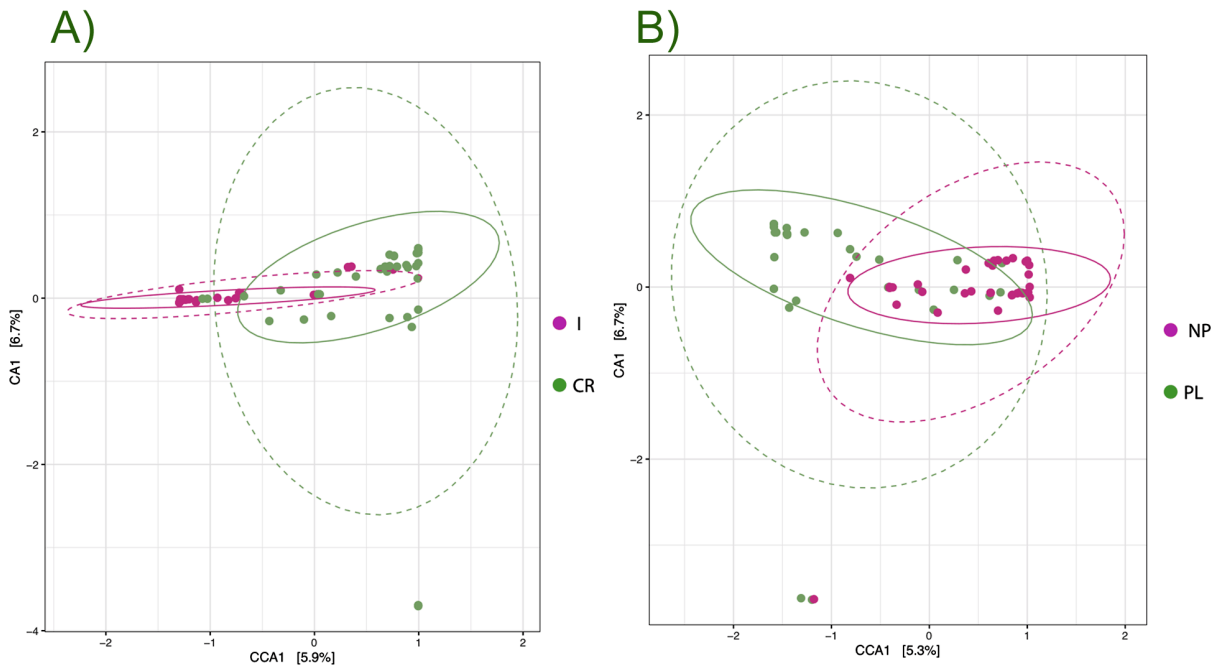 A)
B)
2
0
−2
−4
CA1 [6.7%]
−2
−1
0
1
2
CCA1 [5.9%]
I
CR
2
0
−2
CA1 [6.7%]
−2
−1
0
1
2
CCA1 [5.3%]
NP
PL